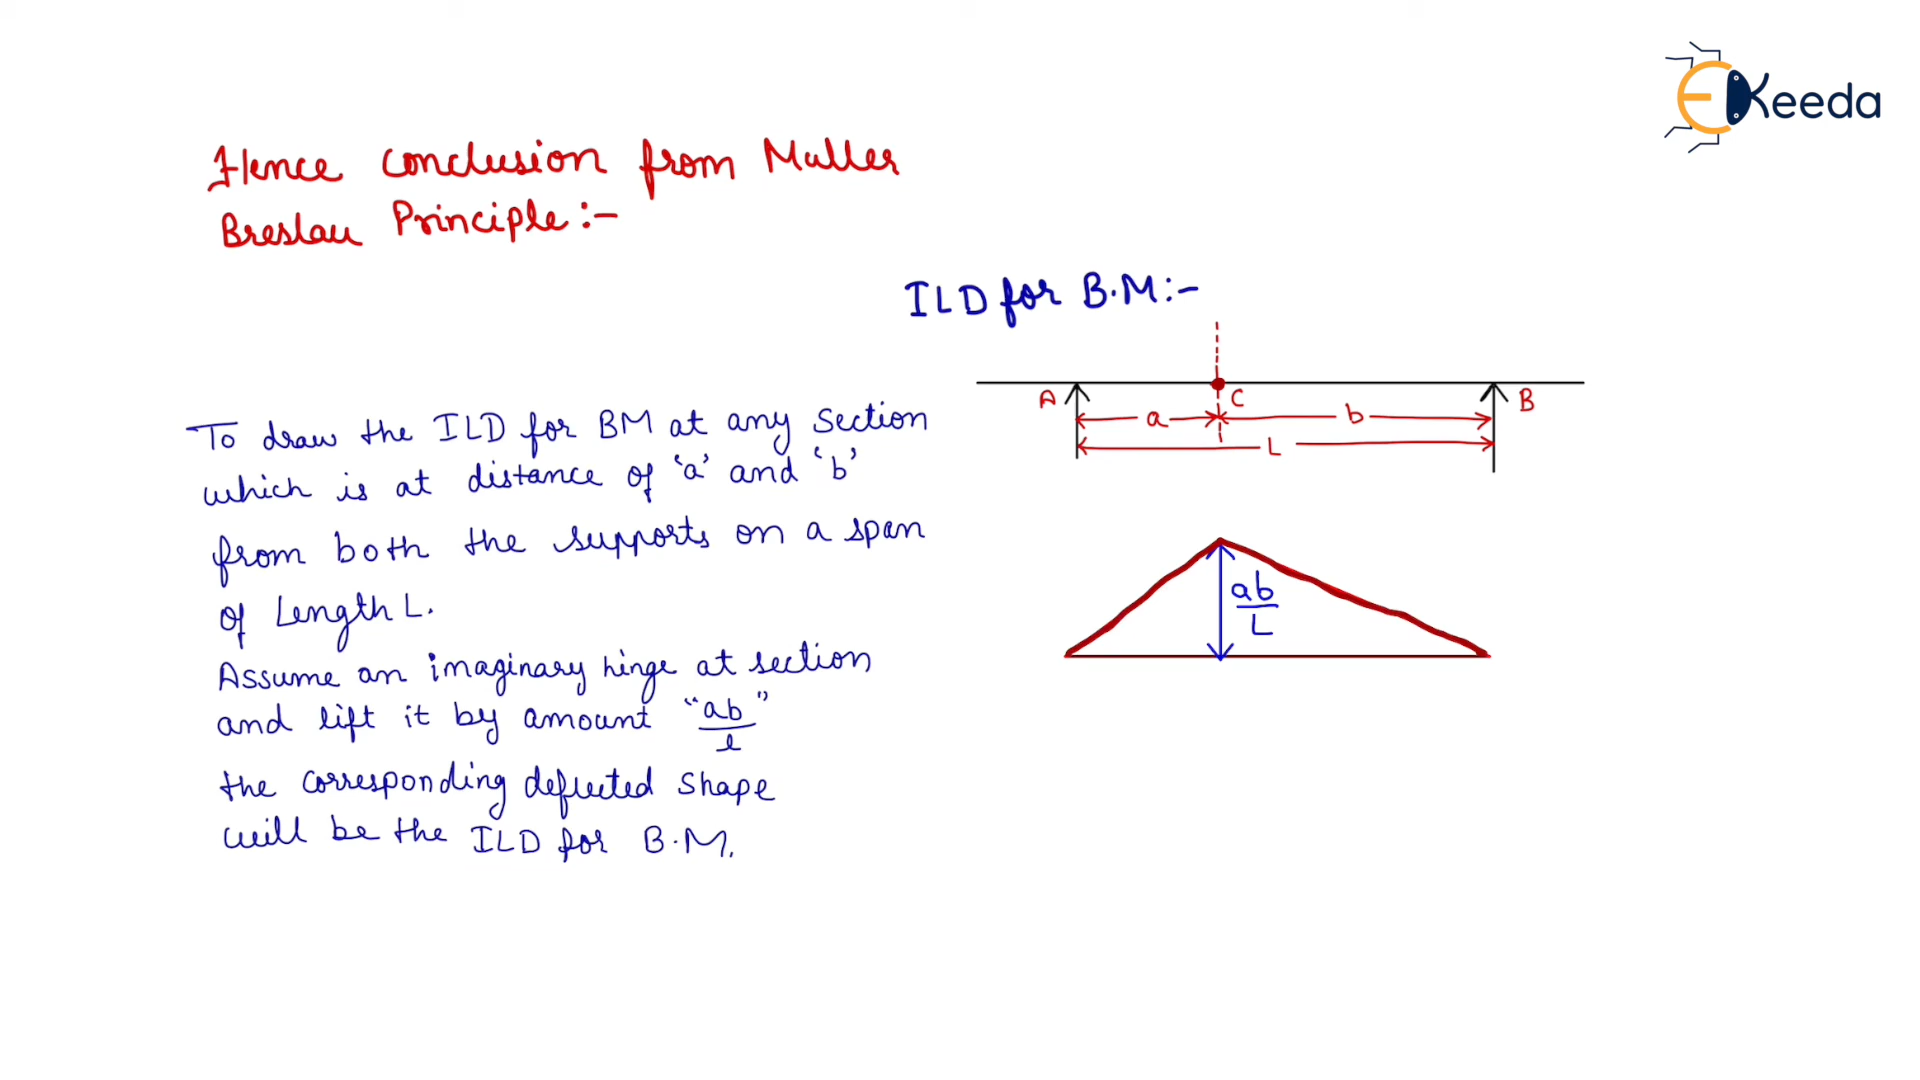 EKeeda
Hence conclusion from Muller
Breslau Principle:-
ILD for B.M:-
A C B
a b
L
To draw the ILD for BM at any section
which is at distance of 'a' and 'b'
from both the supports on a span
of Length L.
Assume an imaginary hinge at section
and lift it by amount "ab/l"
the corresponding deflected shape
will be the ILD for B.M.
ab
L